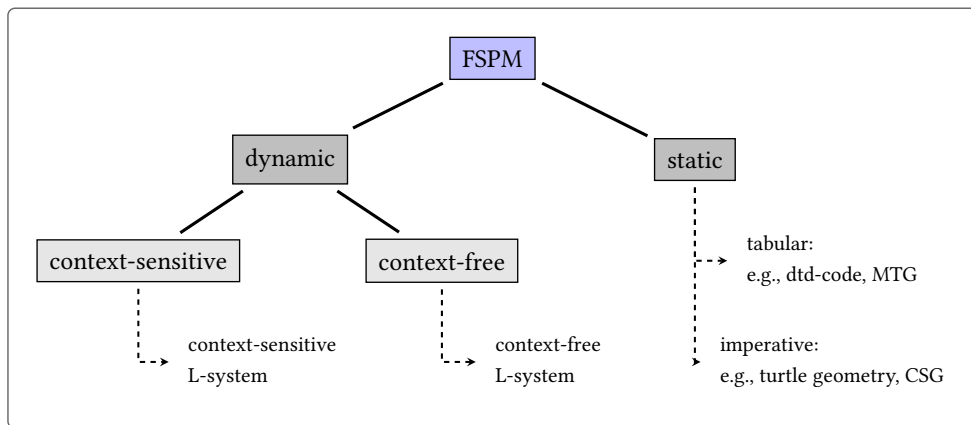 FSPM
dynamic
static
context-sensitive
context-free
tabular:
e.g., dtd-code, MTG
context-sensitive
L-system
context-free
L-system
imperative:
e.g., turtle geometry, CSG